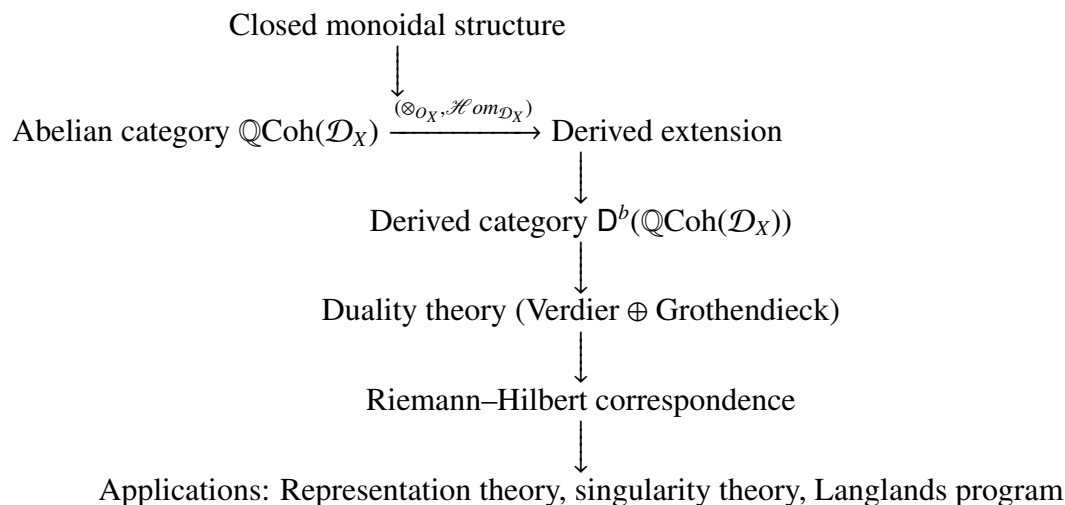 Closed monoidal structure
(⊗_{O_X}, ℋom_{𝒟_X})
Abelian category ℚCoh(𝒟_X) Derived extension
Derived category D^b(ℚCoh(𝒟_X))
Duality theory (Verdier ⊕ Grothendieck)
Riemann–Hilbert correspondence
Applications: Representation theory, singularity theory, Langlands program